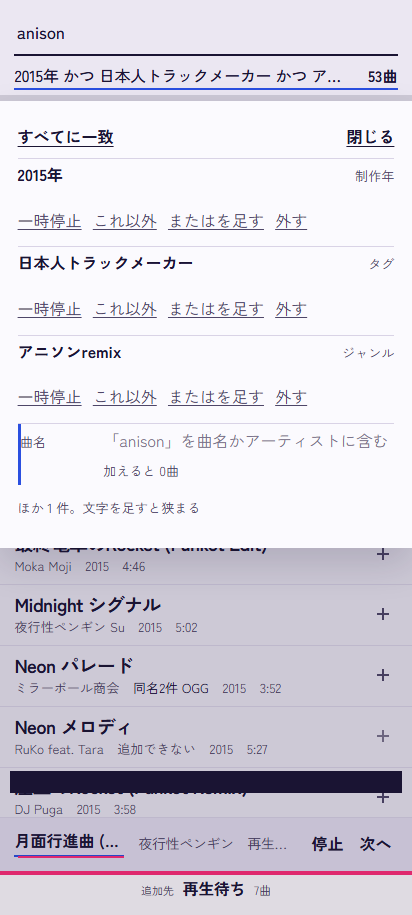 anison
2015年 かつ 日本人トラックメーカー かつ ア… 53曲
すべてに一致 閉じる
2015年 制作年
一時停止 これ以外 またはを足す 外す
日本人トラックメーカー タグ
一時停止 これ以外 またはを足す 外す
アニソンremix ジャンル
一時停止 これ以外 またはを足す 外す
曲名 「anison」を曲名かアーティストに含む
加えると 0曲
ほか 1 件。文字を足すと狭まる
Moka Moji 2015 4:46
Midnight シグナル
夜行性ペンギン Su 2015 5:02
Neon パレード
ミラーボール商会 同名2件 OGG 2015 3:52
Neon メロディ
RuKo feat. Tara 追加できない 2015 5:27
DJ Puga 2015 3:58
月面行進曲 (… 夜行性ペンギン 再生… 停止 次へ
追加先 再生待ち 7曲